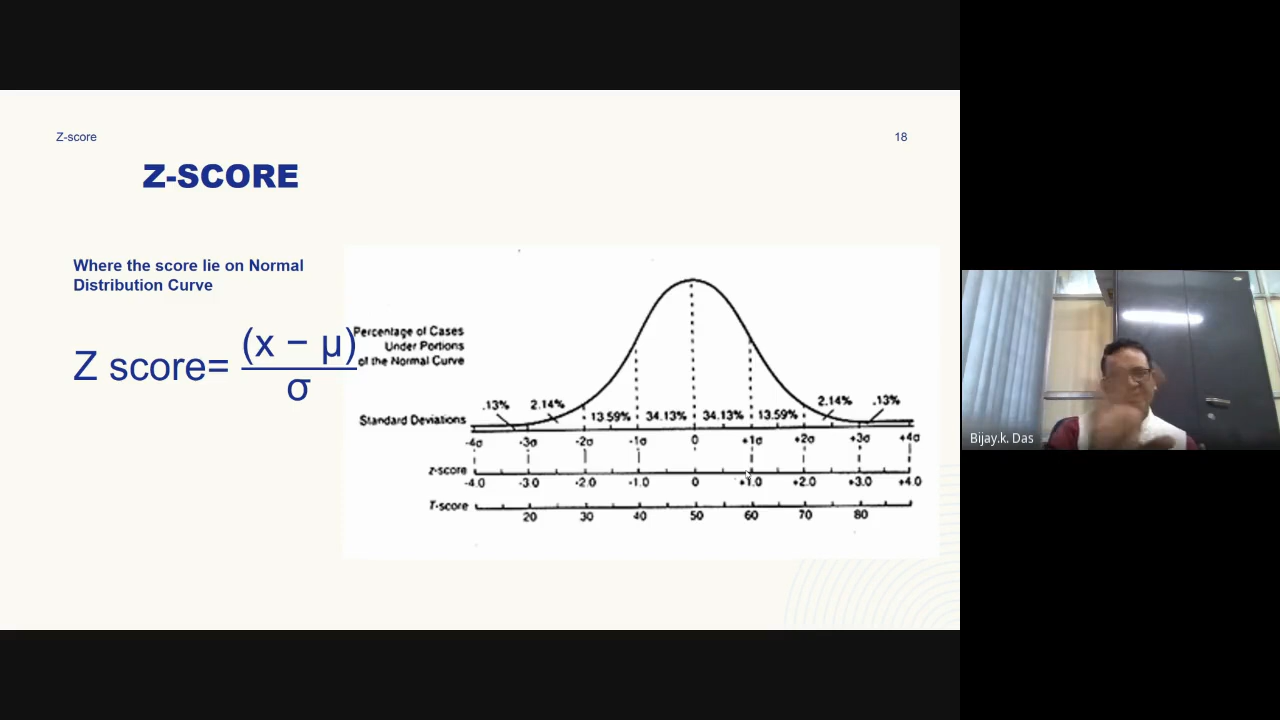 Z-score
18
Z-SCORE
Where the score lie on Normal
Distribution Curve
Z score= (x − μ)
σ
Percentage of Cases
Under Portions
of the Normal Curve
.13% 2.14% 13.59% 34.13% 34.13% 13.59% 2.14% .13%
Standard Deviations
-4σ -3σ -2σ -1σ 0 +1σ +2σ +3σ +4σ
z-score
-4.0 -3.0 -2.0 -1.0 0 +1.0 +2.0 +3.0 +4.0
T-score
20 30 40 50 60 70 80
Bijay.k. Das